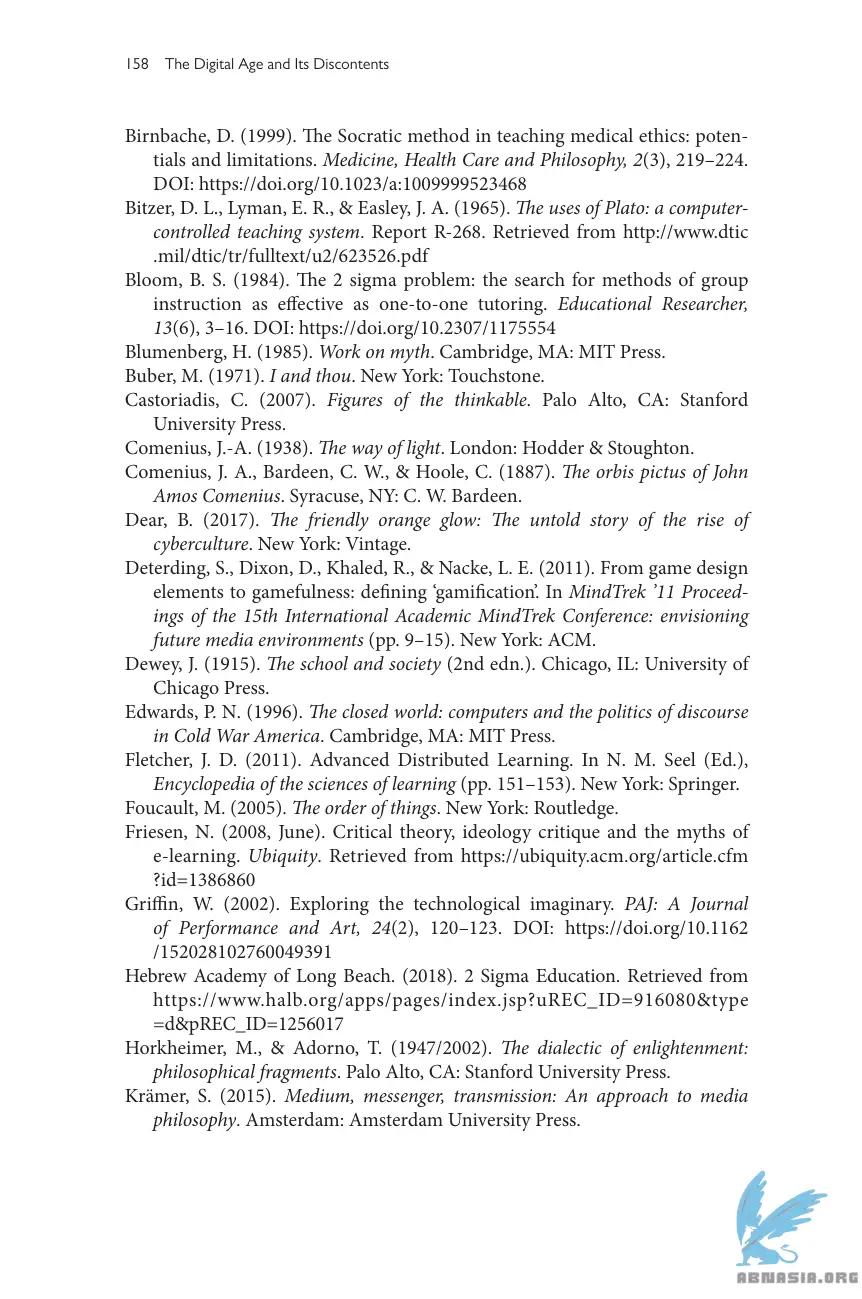 158 The Digital Age and Its Discontents
Birnbache, D. (1999). The Socratic method in teaching medical ethics: poten-
tials and limitations. Medicine, Health Care and Philosophy, 2(3), 219–224.
DOI: https://doi.org/10.1023/a:1009999523468
Bitzer, D. L., Lyman, E. R., & Easley, J. A. (1965). The uses of Plato: a computer-
controlled teaching system. Report R-268. Retrieved from http://www.dtic
.mil/dtic/tr/fulltext/u2/623526.pdf
Bloom, B. S. (1984). The 2 sigma problem: the search for methods of group
instruction as effective as one-to-one tutoring. Educational Researcher,
13(6), 3–16. DOI: https://doi.org/10.2307/1175554
Blumenberg, H. (1985). Work on myth. Cambridge, MA: MIT Press.
Buber, M. (1971). I and thou. New York: Touchstone.
Castoriadis, C. (2007). Figures of the thinkable. Palo Alto, CA: Stanford
University Press.
Comenius, J.-A. (1938). The way of light. London: Hodder & Stoughton.
Comenius, J. A., Bardeen, C. W., & Hoole, C. (1887). The orbis pictus of John
Amos Comenius. Syracuse, NY: C. W. Bardeen.
Dear, B. (2017). The friendly orange glow: The untold story of the rise of
cyberculture. New York: Vintage.
Deterding, S., Dixon, D., Khaled, R., & Nacke, L. E. (2011). From game design
elements to gamefulness: defining ‘gamification’. In MindTrek ’11 Proceed-
ings of the 15th International Academic MindTrek Conference: envisioning
future media environments (pp. 9–15). New York: ACM.
Dewey, J. (1915). The school and society (2nd edn.). Chicago, IL: University of
Chicago Press.
Edwards, P. N. (1996). The closed world: computers and the politics of discourse
in Cold War America. Cambridge, MA: MIT Press.
Fletcher, J. D. (2011). Advanced Distributed Learning. In N. M. Seel (Ed.),
Encyclopedia of the sciences of learning (pp. 151–153). New York: Springer.
Foucault, M. (2005). The order of things. New York: Routledge.
Friesen, N. (2008, June). Critical theory, ideology critique and the myths of
e-learning. Ubiquity. Retrieved from https://ubiquity.acm.org/article.cfm
?id=1386860
Griffin, W. (2002). Exploring the technological imaginary. PAJ: A Journal
of Performance and Art, 24(2), 120–123. DOI: https://doi.org/10.1162
/152028102760049391
Hebrew Academy of Long Beach. (2018). 2 Sigma Education. Retrieved from
https://www.halb.org/apps/pages/index.jsp?uREC_ID=916080&type
=d&pREC_ID=1256017
Horkheimer, M., & Adorno, T. (1947/2002). The dialectic of enlightenment:
philosophical fragments. Palo Alto, CA: Stanford University Press.
Krämer, S. (2015). Medium, messenger, transmission: An approach to media
philosophy. Amsterdam: Amsterdam University Press.
ABNASIA.ORG